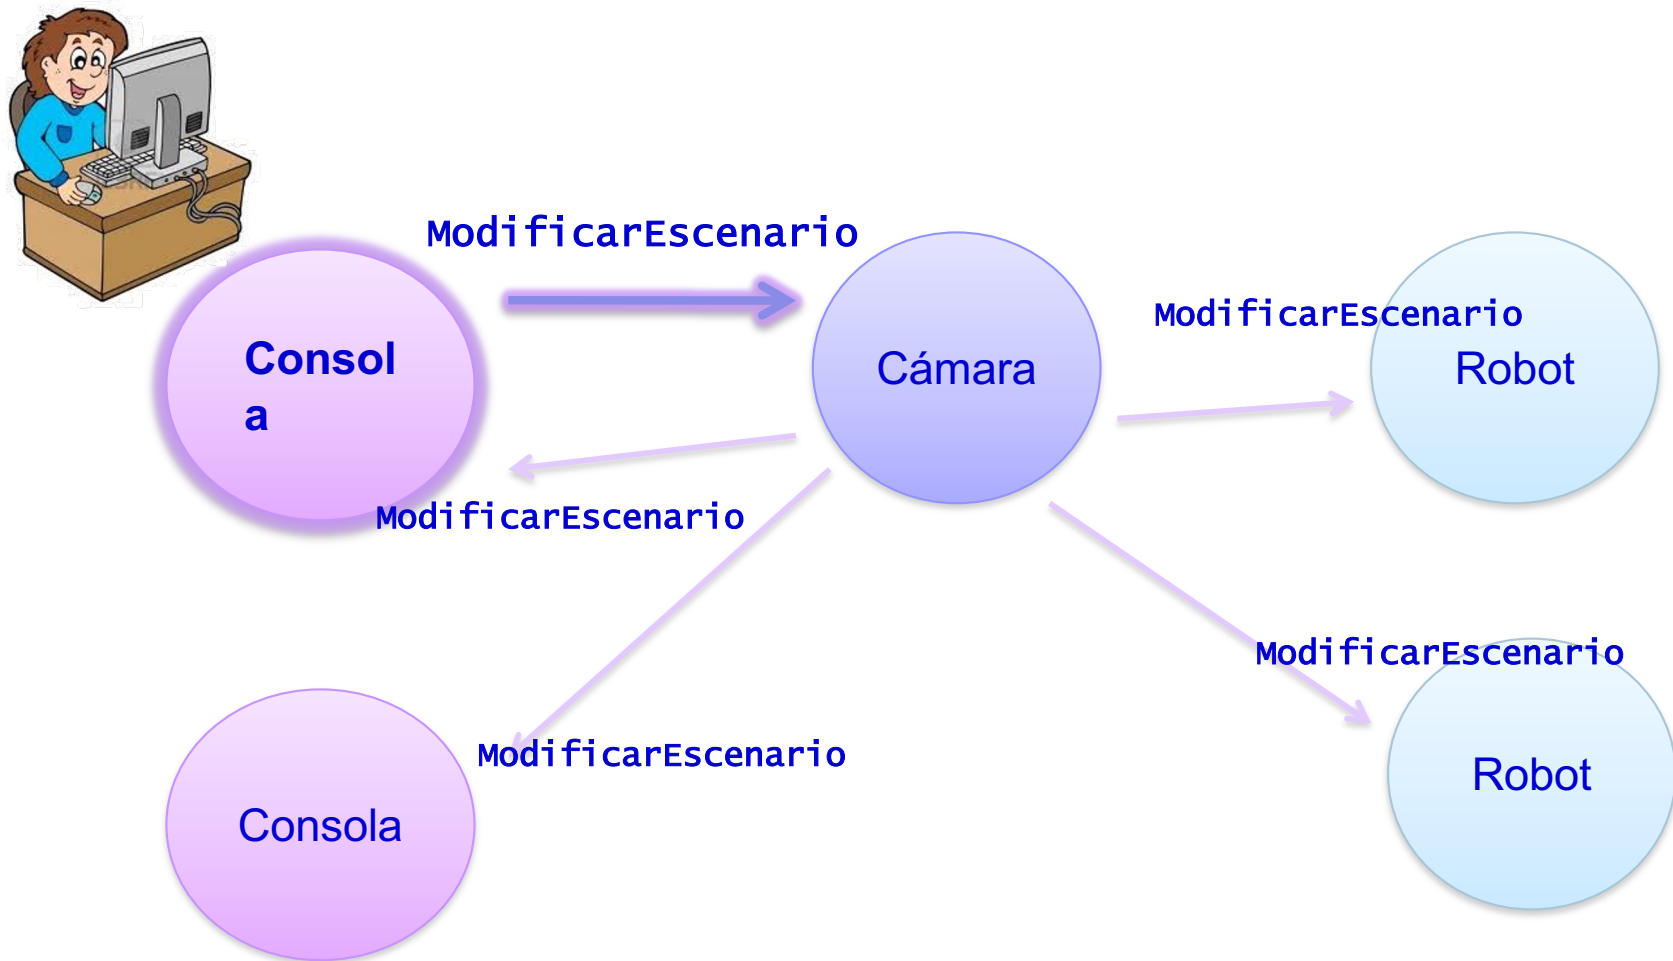 ModificarEscenario
ModificarEscenario
Consol
a
Cámara
Robot
ModificarEscenario
ModificarEscenario
ModificarEscenario
Consola
Robot